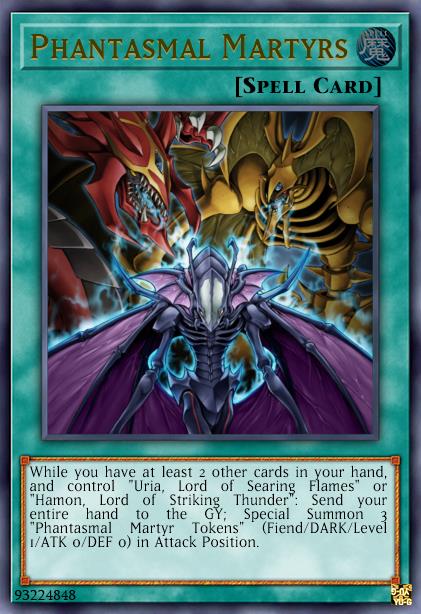 Phantasmal Martyrs
魔
[Spell Card]
While you have at least 2 other cards in your hand,
and control "Uria, Lord of Searing Flames" or
"Hamon, Lord of Striking Thunder": Send your
entire hand to the GY; Special Summon 3
"Phantasmal Martyr Tokens" (Fiend/DARK/Level
1/ATK 0/DEF 0) in Attack Position.
93224848